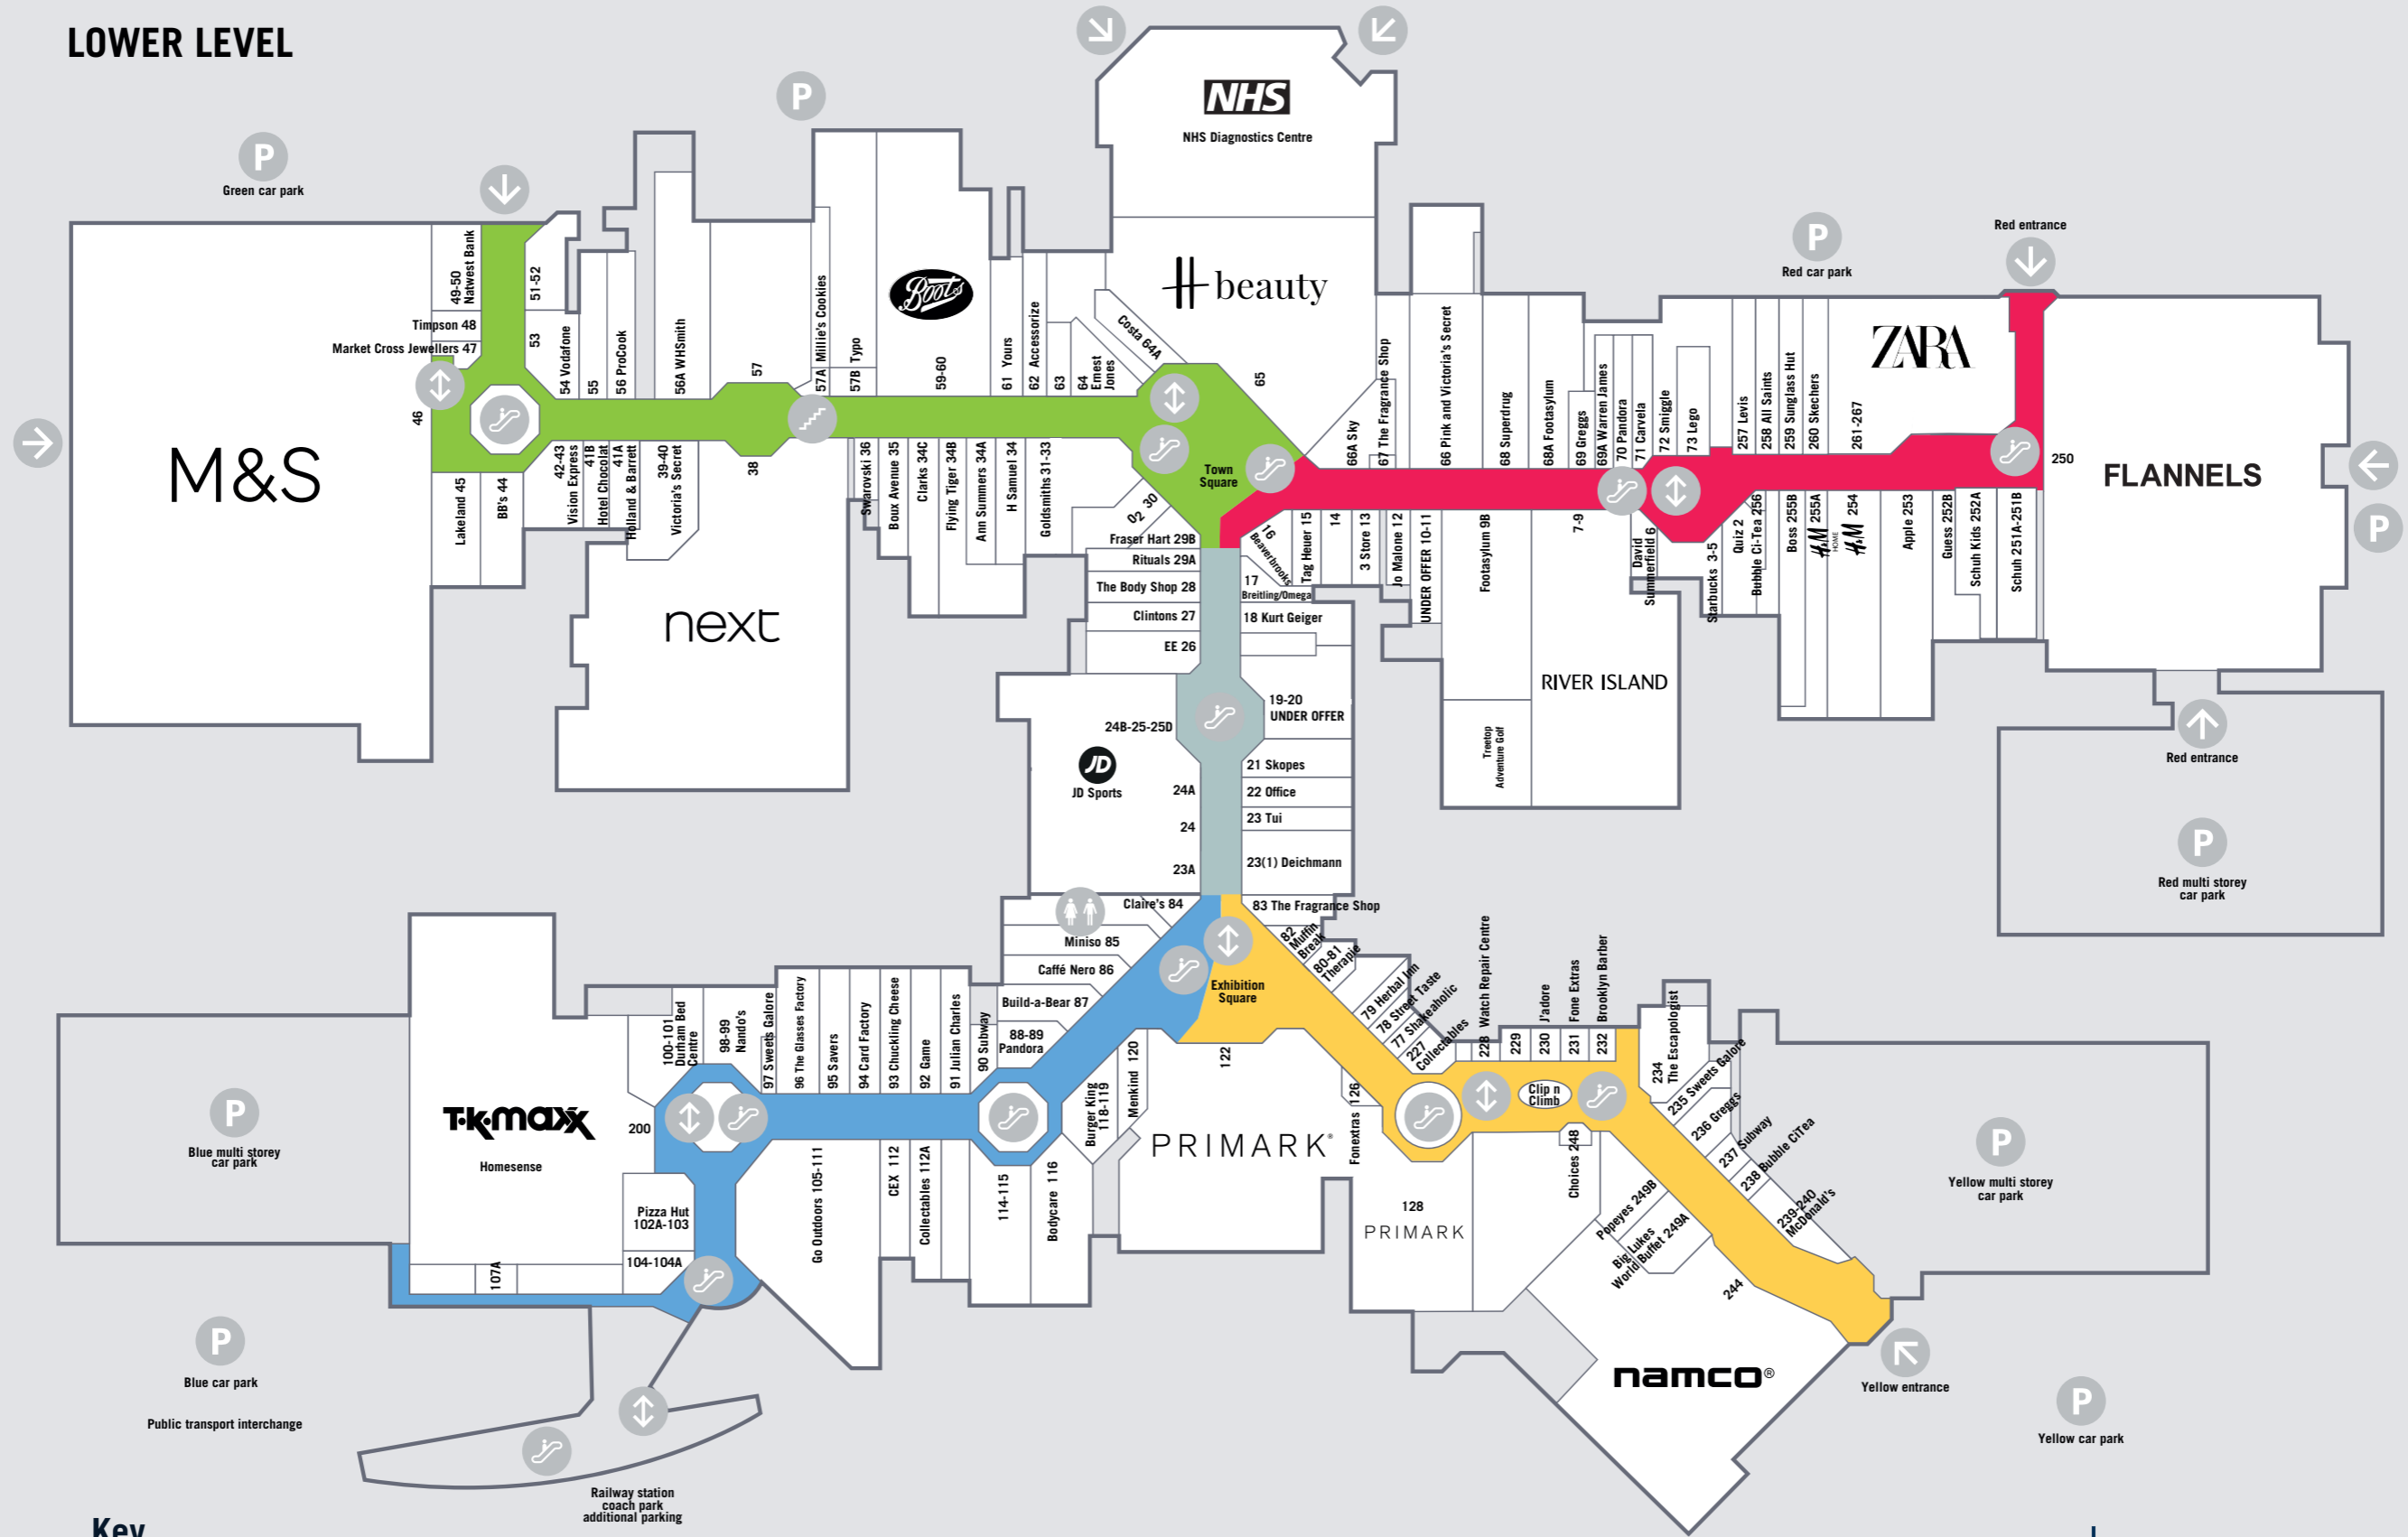 LOWER LEVEL
NHS
NHS Diagnostics Centre
P
Green car park
P
Red entrance
P
Red car park
M&S
46
49-50
Natwest Bank
Timpson 48
Market Cross Jewellers 47
51-52
53
54 Vodafone
55
56 ProCook
56A WHSmith
57
57A Millie's Cookies
57B Typo
Boots
59-60
61 Yours
62 Accessorize
63
64
Ernest
Jones
Costa 64A
H beauty
65
66A Sky
67 The Fragrance Shop
66 Pink and Victoria's Secret
68 Superdrug
68A Footasylum
69 Greggs
69A Warren James
70 Pandora
71 Carvela
72 Smiggle
73 Lego
257 Levis
258 All Saints
259 Sunglass Hut
260 Skechers
ZARA
261-267
250
FLANNELS
P
Lakeland 45
BB's 44
42-43
Vision Express
41B
Hotel Chocolat
41A
Holland & Barrett
39-40
Victoria's Secret
38
next
Swarovski 36
Boux Avenue 35
Clarks 34C
Flying Tiger 34B
Ann Summers 34A
H Samuel 34
Goldsmiths 31-33
O2 30
Fraser Hart 29B
Rituals 29A
The Body Shop 28
Clintons 27
EE 26
Town
Square
16
Beaverbrooks
Tag Heuer 15
14
3 Store 13
Jo Malone 12
UNDER OFFER 10-11
Footasylum 9B
7-9
RIVER ISLAND
Treetop
Adventure Golf
David
Summerfield 6
Starbucks 3-5
Quiz 2
Bubble Ci-Tea 256
Boss 255B
H&M 255A
HOME
H&M 254
Apple 253
Guess 252B
Schuh Kids 252A
Schuh 251A-251B
17
Breitling/Omega
18 Kurt Geiger
19-20
UNDER OFFER
21 Skopes
22 Office
23 Tui
23(1) Deichmann
24B-25-25D
JD
JD Sports
24A
24
23A
Red entrance
P
Red multi storey
car park
Claire's 84
Miniso 85
Caffé Nero 86
Build-a-Bear 87
88-89
Pandora
90 Subway
91 Julian Charles
92 Game
93 Chuckling Cheese
94 Card Factory
95 Savers
96 The Glasses Factory
97 Sweets Galore
98-99
Nando's
100-101
Durham Bed
Centre
83 The Fragrance Shop
82
Muffin
Break
80-81
Therapie
79 Herbal Inn
78 Street Taste
77 Shakeaholic
227
Collectables
Exhibition
Square
122
228 Watch Repair Centre
229
230 J'adore
231 Fone Extras
232 Brooklyn Barber
Clip n
Climb
234
The Escapologist
235 Sweets Galore
236 Greggs
237 Subway
238 Bubble CiTea
239-240
McDonald's
P
Yellow multi storey
car park
P
Blue multi storey
car park
TK maxx
Homesense
200
Pizza Hut
102A-103
104-104A
107A
Go Outdoors 105-111
CEX 112
Collectables 112A
114-115
Bodycare 116
Burger King
118-119
Menkind 120
PRIMARK
Fonextras 126
128
PRIMARK
Choices 248
Popeyes 249B
Big Lukes
World Buffet 249A
244
namco®
Yellow entrance
P
Yellow car park
P
Blue car park
Public transport interchange
Railway station
coach park
additional parking
Key